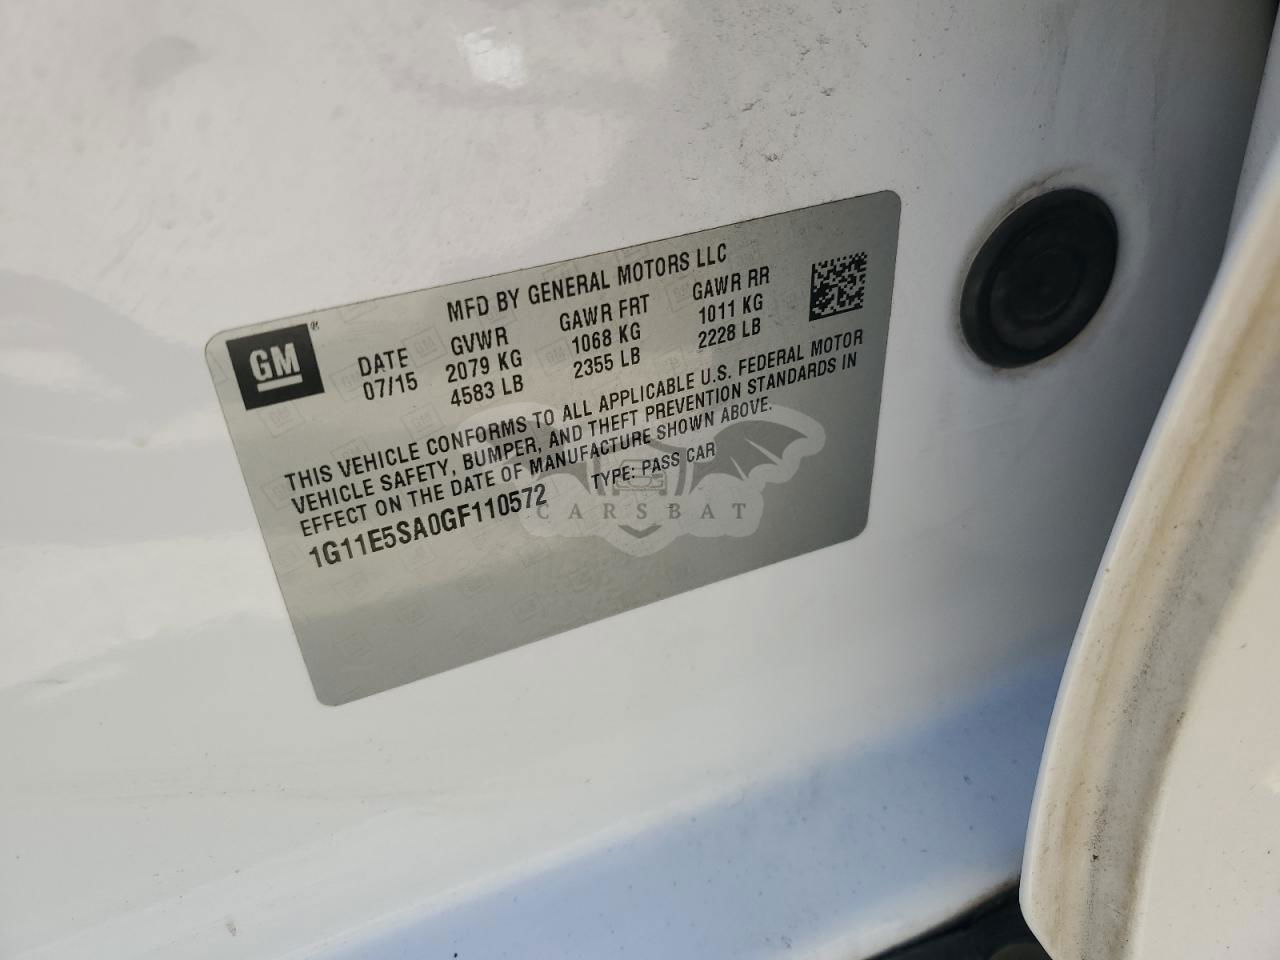 MFD BY GENERAL MOTORS LLC
GM®
DATE GVWR GAWR FRT GAWR RR
07/15 2079 KG 1068 KG 1011 KG
4583 LB 2355 LB 2228 LB
THIS VEHICLE CONFORMS TO ALL APPLICABLE U.S. FEDERAL MOTOR
VEHICLE SAFETY, BUMPER, AND THEFT PREVENTION STANDARDS IN
EFFECT ON THE DATE OF MANUFACTURE SHOWN ABOVE.
1G11E5SA0GF110572 TYPE: PASS CAR
CARSBAT